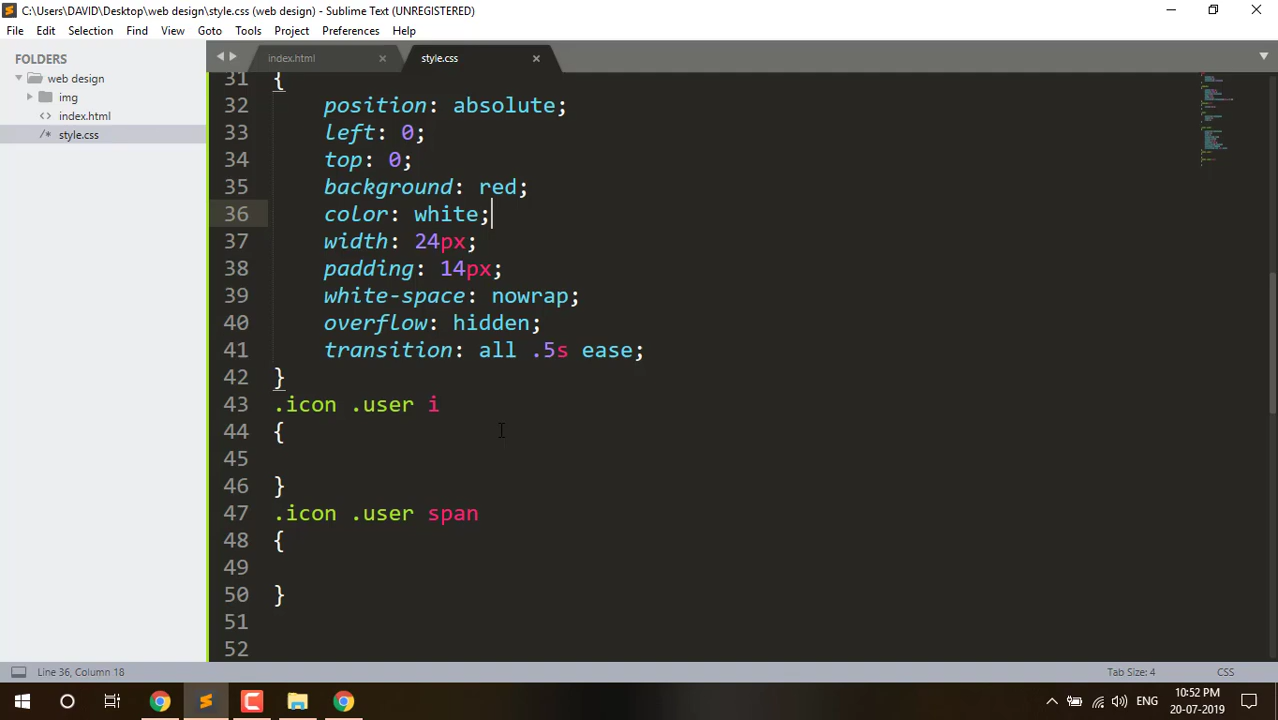 C:\Users\DAVID\Desktop\web design\style.css (web design) - Sublime Text (UNREGISTERED)
File Edit Selection Find View Goto Tools Project Preferences Help
FOLDERS
web design
img
index.html
style.css
index.html style.css
31 {
32 position: absolute;
33 left: 0;
34 top: 0;
35 background: red;
36 color: white;
37 width: 24px;
38 padding: 14px;
39 white-space: nowrap;
40 overflow: hidden;
41 transition: all .5s ease;
42 }
43 .icon .user i
44 {
45
46 }
47 .icon .user span
48 {
49
50 }
51
52
Line 36, Column 18 Tab Size: 4 CSS
ENG 10:52 PM
20-07-2019